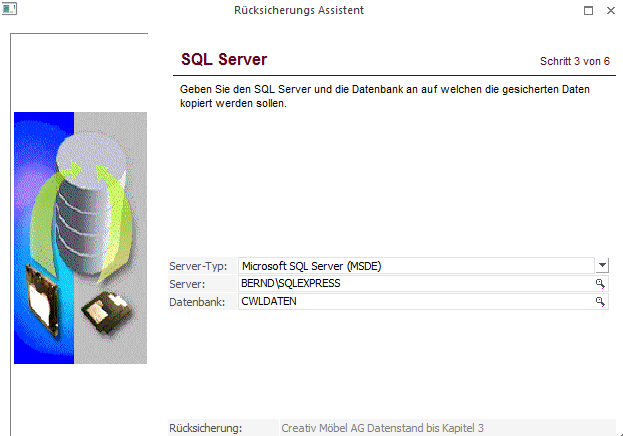 Rücksicherungs Assistent
SQL Server
Schritt 3 von 6
Geben Sie den SQL Server und die Datenbank an auf welchen die gesicherten Daten
kopiert werden sollen.
Server-Typ: Microsoft SQL Server (MSDE)
Server: BERND\SQLEXPRESS
Datenbank: CWLDATEN
Rücksicherung: Creativ Möbel AG Datenstand bis Kapitel 3